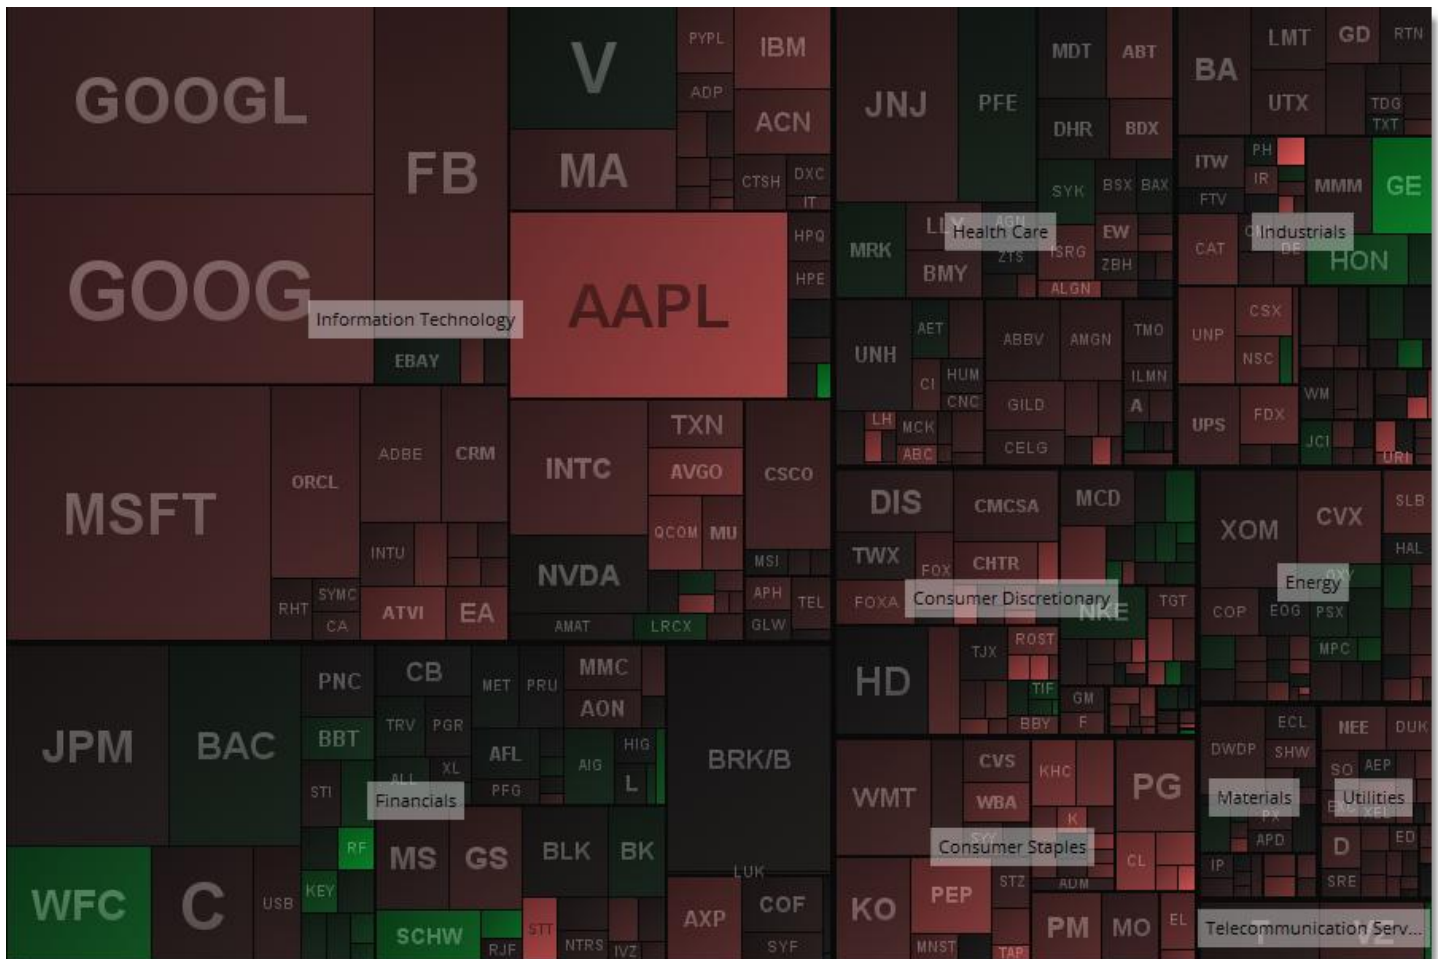 GOOGL
FB
GOOG
Information Technology
EBAY
V
PYPL
IBM
ADP
ACN
MA
CTSH
DXC
IT
AAPL
HPQ
HPE
MSFT
ORCL
ADBE
CRM
INTU
RHT
SYMC
CA
ATVI
EA
INTC
TXN
AVGO
CSCO
QCOM
MU
NVDA
MSI
APH
TEL
AMAT
LRCX
GLW
JNJ
PFE
MDT
ABT
DHR
BDX
SYK
BSX
BAX
MRK
LLY
AGN
Health Care
ZTS
BMY
ISRG
EW
ZBH
ALGN
UNH
AET
ABBV
AMGN
TMO
CI
HUM
CNC
ILMN
GILD
A
LH
MCK
ABC
CELG
BA
LMT
GD
RTN
UTX
TDG
TXT
ITW
PH
IR
FTV
MMM
GE
Industrials
CAT
DE
HON
UNP
CSX
NSC
UPS
FDX
WM
JCI
URI
DIS
CMCSA
MCD
TWX
FOX
CHTR
FOXA
Consumer Discretionary
NKE
TGT
HD
TJX
ROST
TIF
GM
BBY
F
XOM
CVX
SLB
HAL
Energy
OXY
COP
EOG
PSX
MPC
JPM
BAC
PNC
BBT
STI
RF
WFC
C
USB
KEY
CB
MET
PRU
MMC
AON
TRV
PGR
AFL
AIG
HIG
ALL
XL
PFG
L
Financials
BRK/B
MS
GS
BLK
BK
LUK
SCHW
RJF
STT
NTRS
IVZ
AXP
COF
SYF
WMT
CVS
KHC
PG
WBA
K
SYY
Consumer Staples
CL
KO
PEP
STZ
ADM
MNST
TAP
PM
MO
EL
DWDP
ECL
SHW
Materials
PX
APD
IP
NEE
DUK
SO
AEP
Utilities
EXC
XEL
D
ED
SRE
Telecommunication Serv...
T
VZ